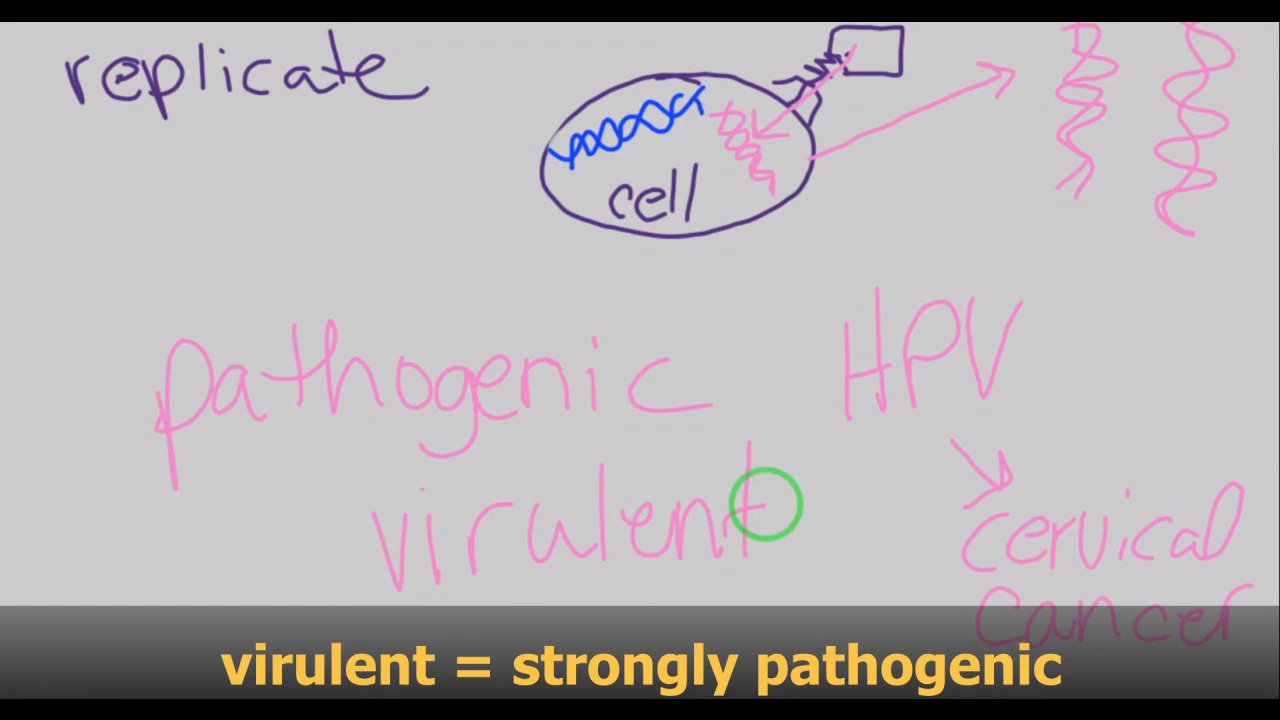 replicate
cell
pathogenic HPV
virulent
cervical
cancer
virulent = strongly pathogenic